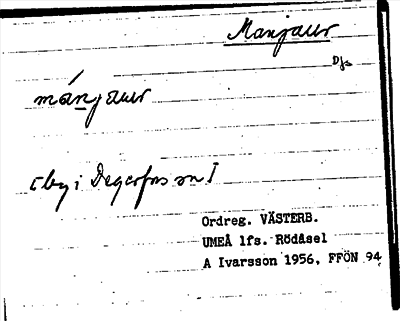 Manjaur
Djs
mánjaur
[by i Degerfors sn]
Ordreg. VÄSTERB.
UMEÅ lfs. Rödåsel
A Ivarsson 1956, FFÖN 94